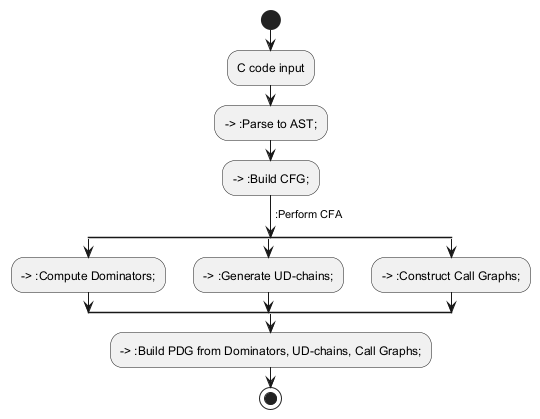 C code input
-> :Parse to AST;
-> :Build CFG;
:Perform CFA
-> :Compute Dominators;
-> :Generate UD-chains;
-> :Construct Call Graphs;
-> :Build PDG from Dominators, UD-chains, Call Graphs;